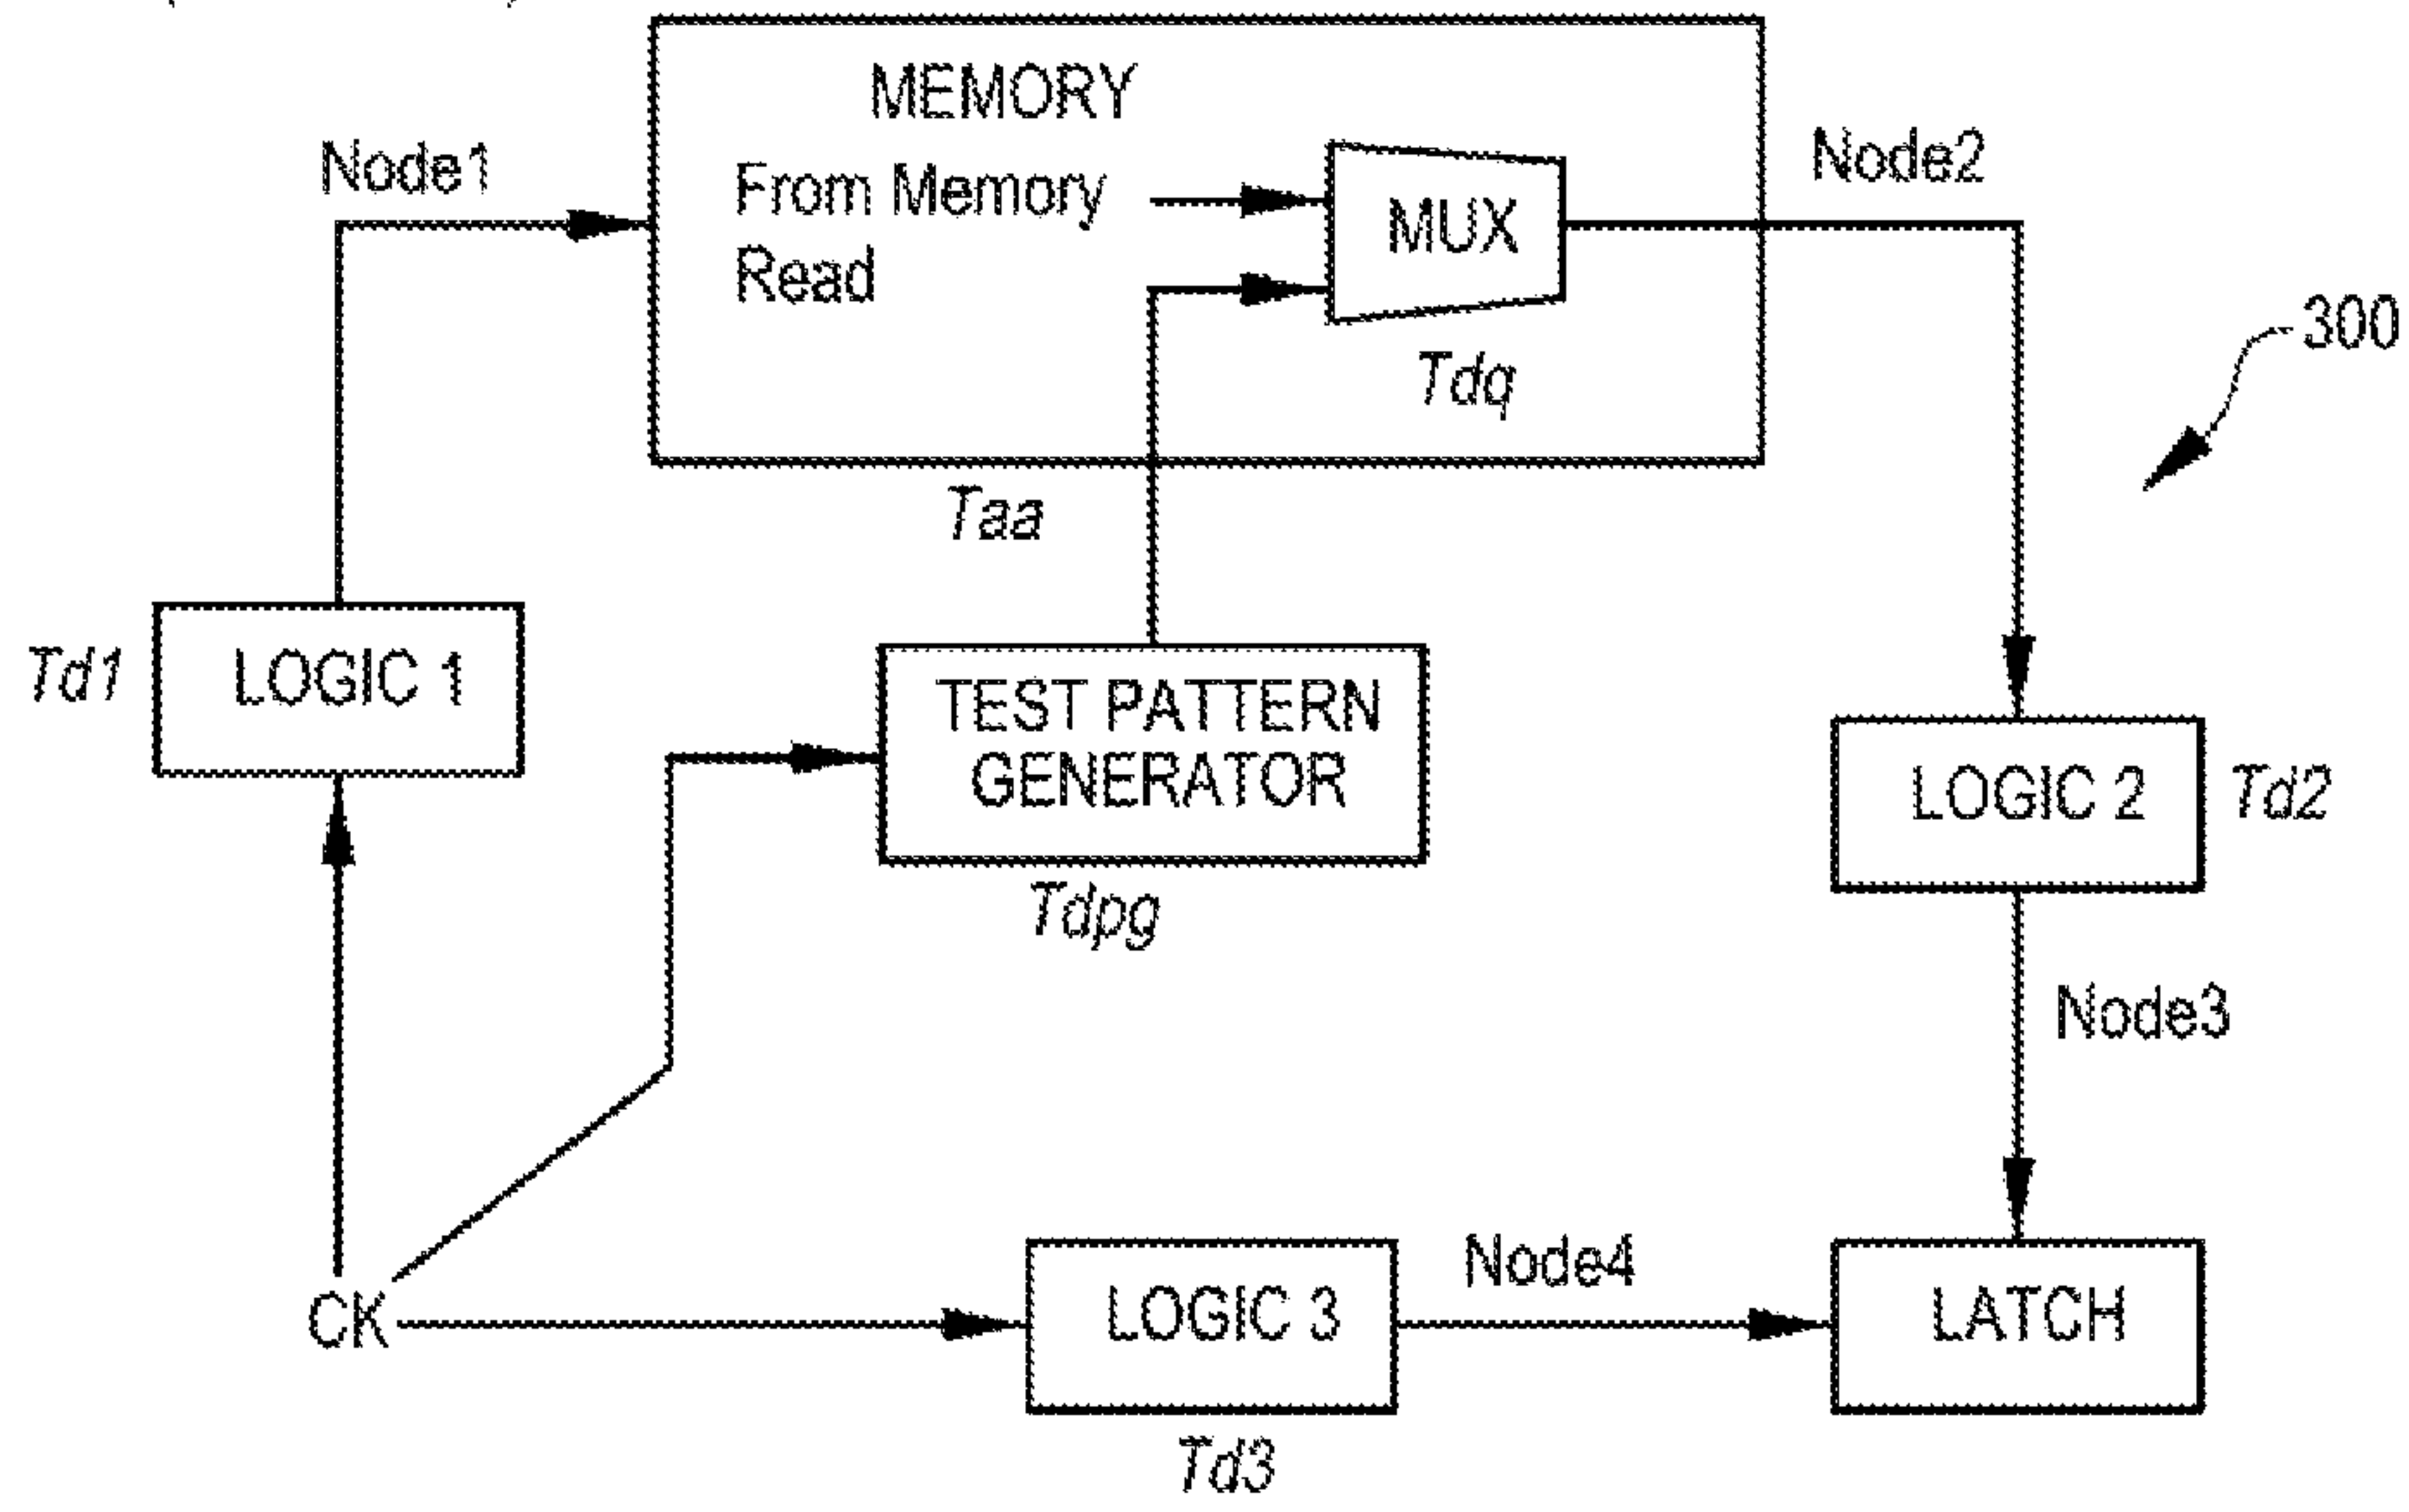 MEMORY
Node1
Node2
From Memory
Read
MUX
300
Tdq
Taa
Td1
LOGIC 1
TEST PATTERN
GENERATOR
LOGIC 2
Td2
Tdpg
Node3
Node4
CK
LOGIC 3
LATCH
Td3